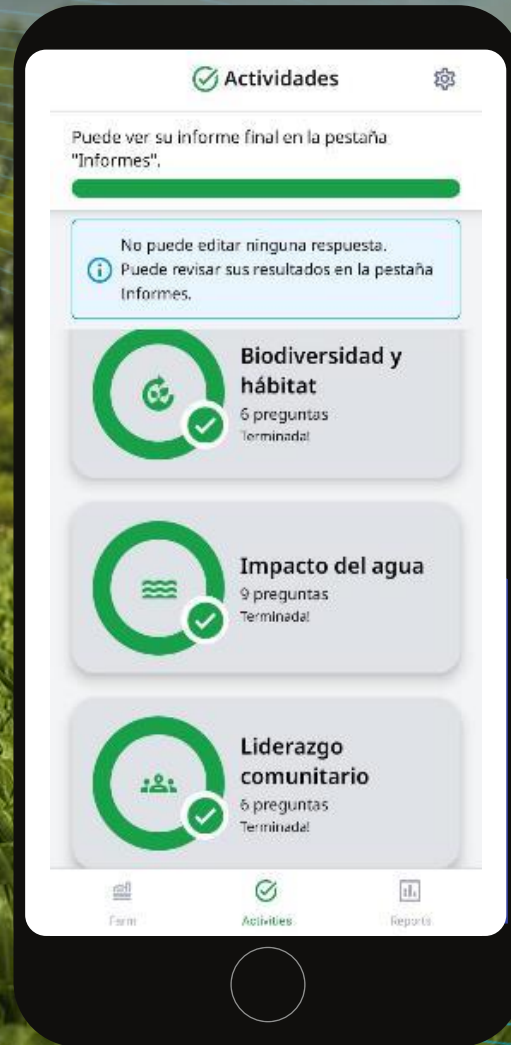 Actividades
Puede ver su informe final en la pestaña
"Informes".
No puede editar ninguna respuesta.
Puede revisar sus resultados en la pestaña
Informes.
Biodiversidad y
hábitat
6 preguntas
Terminada!
Impacto del agua
9 preguntas
Terminada!
Liderazgo
comunitario
6 preguntas
Terminada!
Farm
Activities
Reports